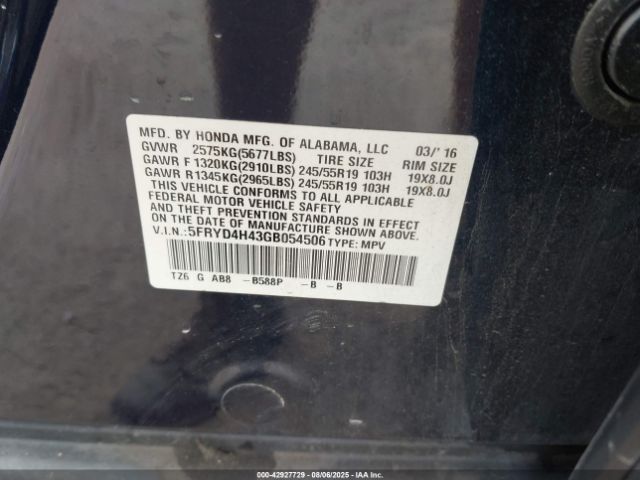 MFD. BY HONDA MFG. OF ALABAMA, LLC 03/'16
GVWR 2575KG(5677LBS) TIRE SIZE RIM SIZE
GAWR F 1320KG(2910LBS) 245/55R19 103H 19X8.0J
GAWR R 1345KG(2965LBS) 245/55R19 103H 19X8.0J
THIS VEHICLE CONFORMS TO ALL APPLICABLE
FEDERAL MOTOR VEHICLE SAFETY
AND THEFT PREVENTION STANDARDS IN EFFECT
ON THE DATE OF MANUFACTURE SHOWN ABOVE.
V.I.N.: 5FRYD4H43GB054506 TYPE: MPV
TZ6 G AB8 -B588P -B -B
000-42927729 - 08/06/2025 - IAAI.com